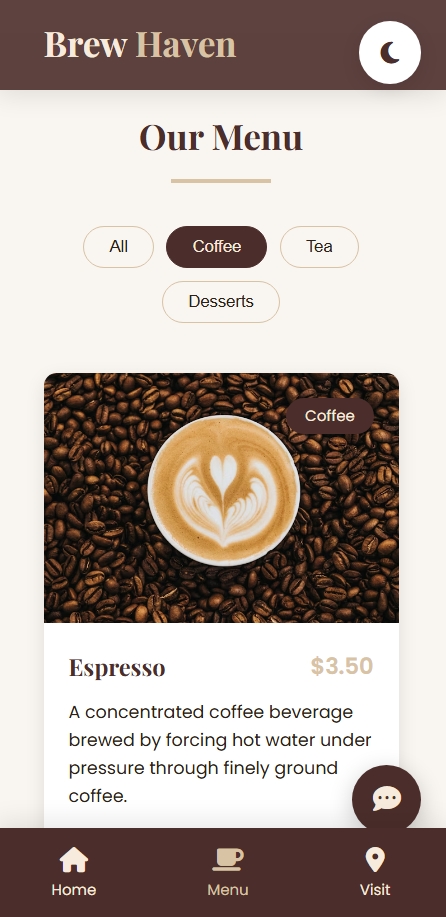 Brew Haven
Our Menu
All
Coffee
Tea
Desserts
Coffee
Espresso
$3.50
A concentrated coffee beverage
brewed by forcing hot water under
pressure through finely ground
coffee.
Home
Menu
Visit